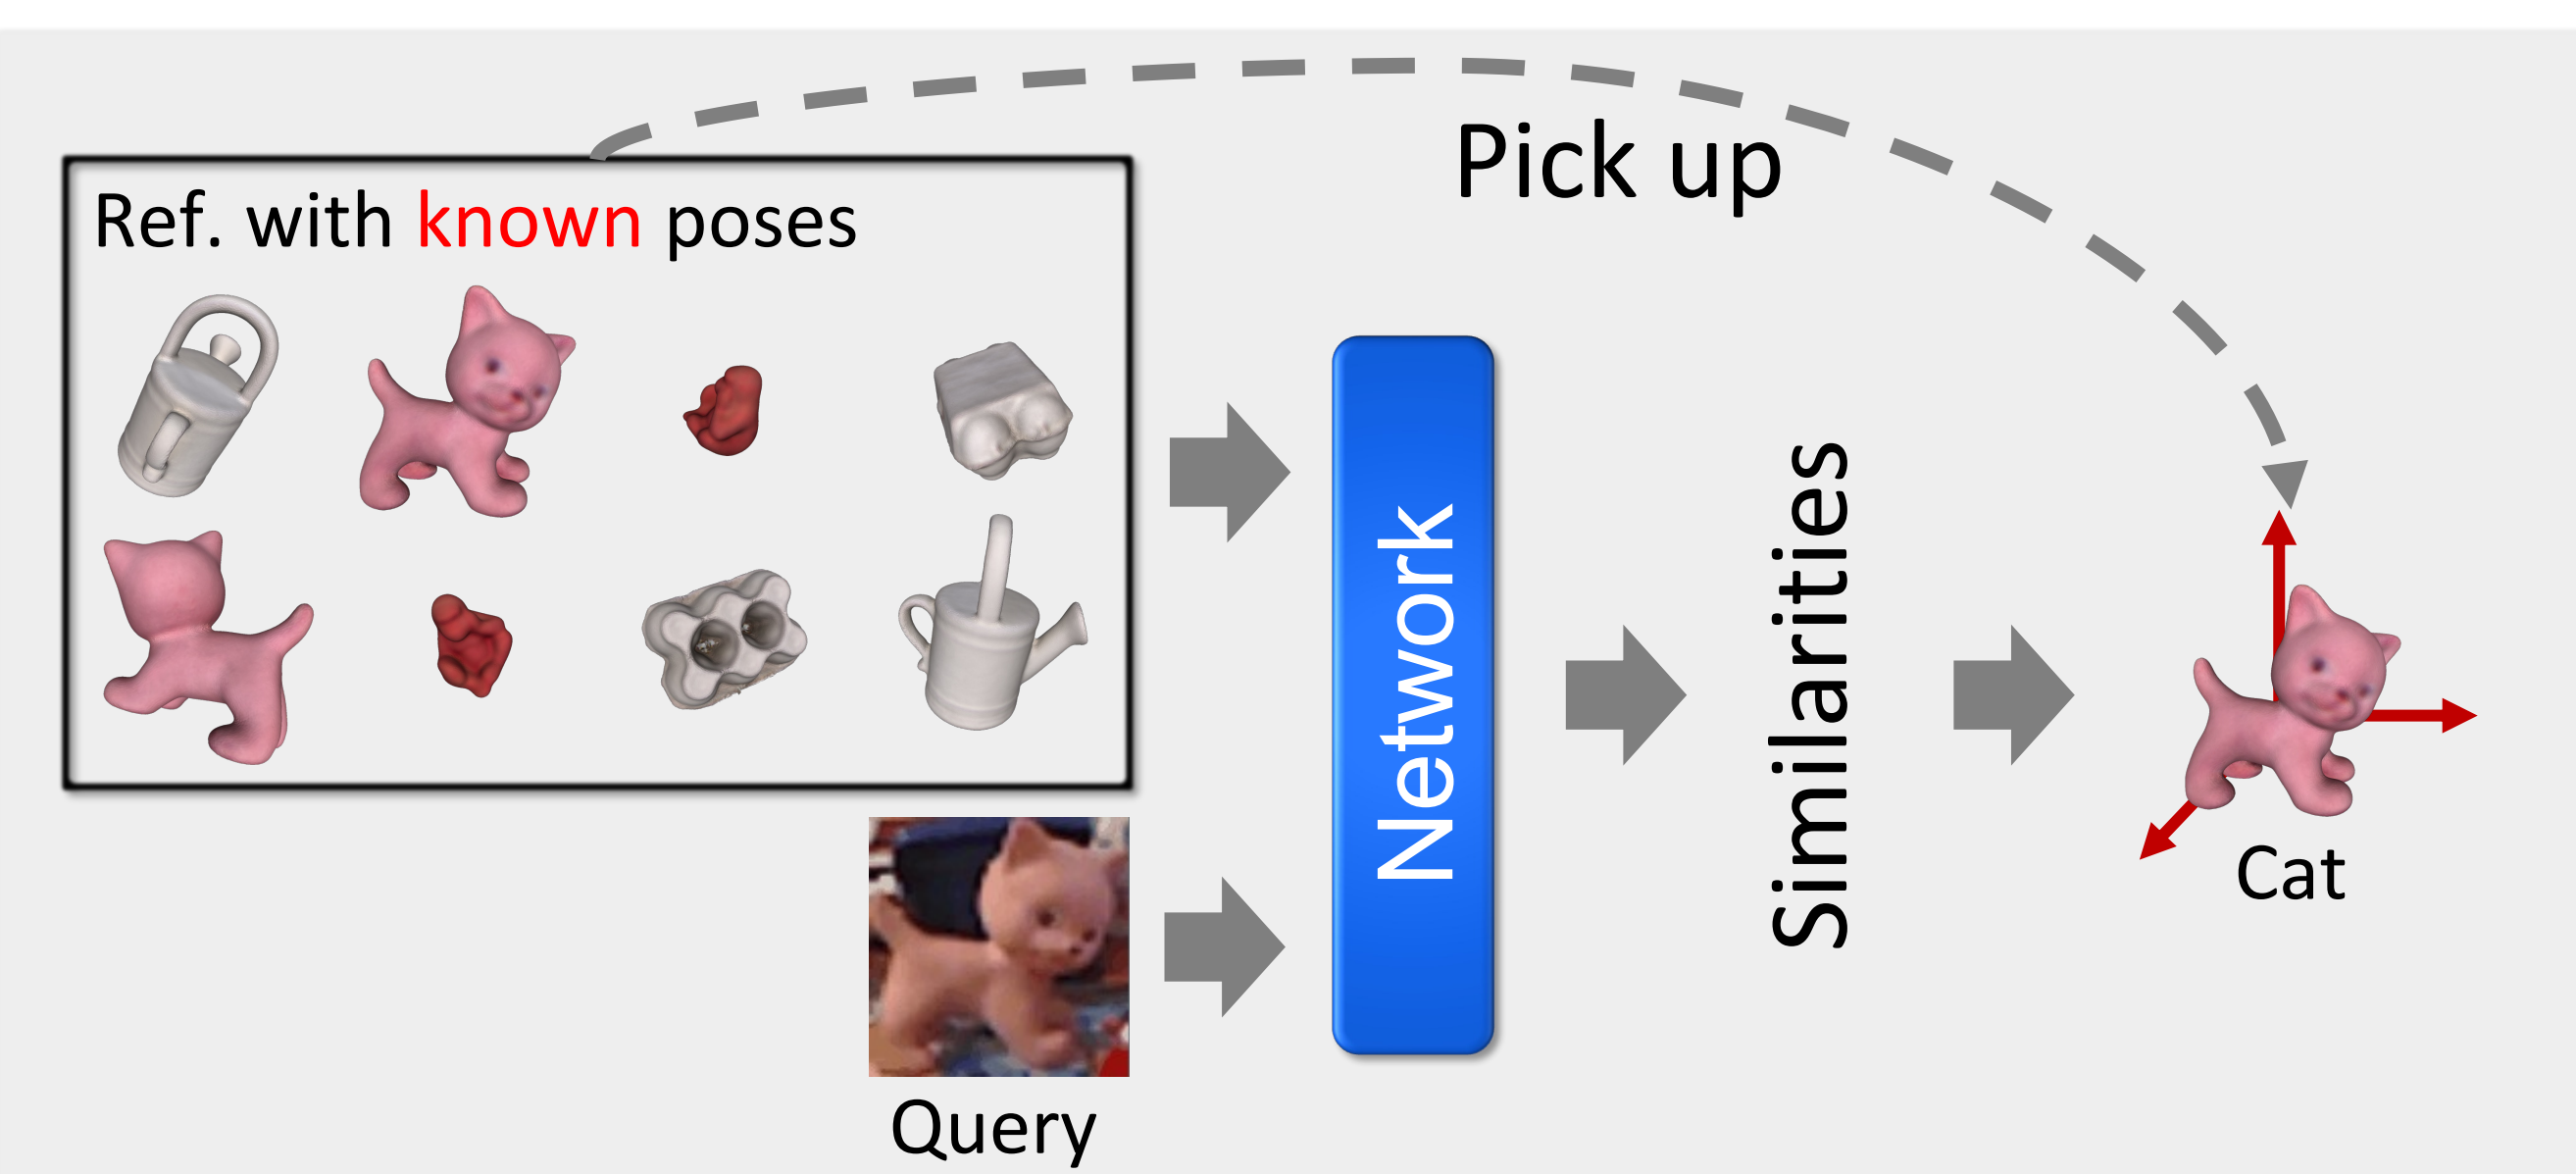 Pick up
Ref. with known poses
Network
Similarities
Cat
Query